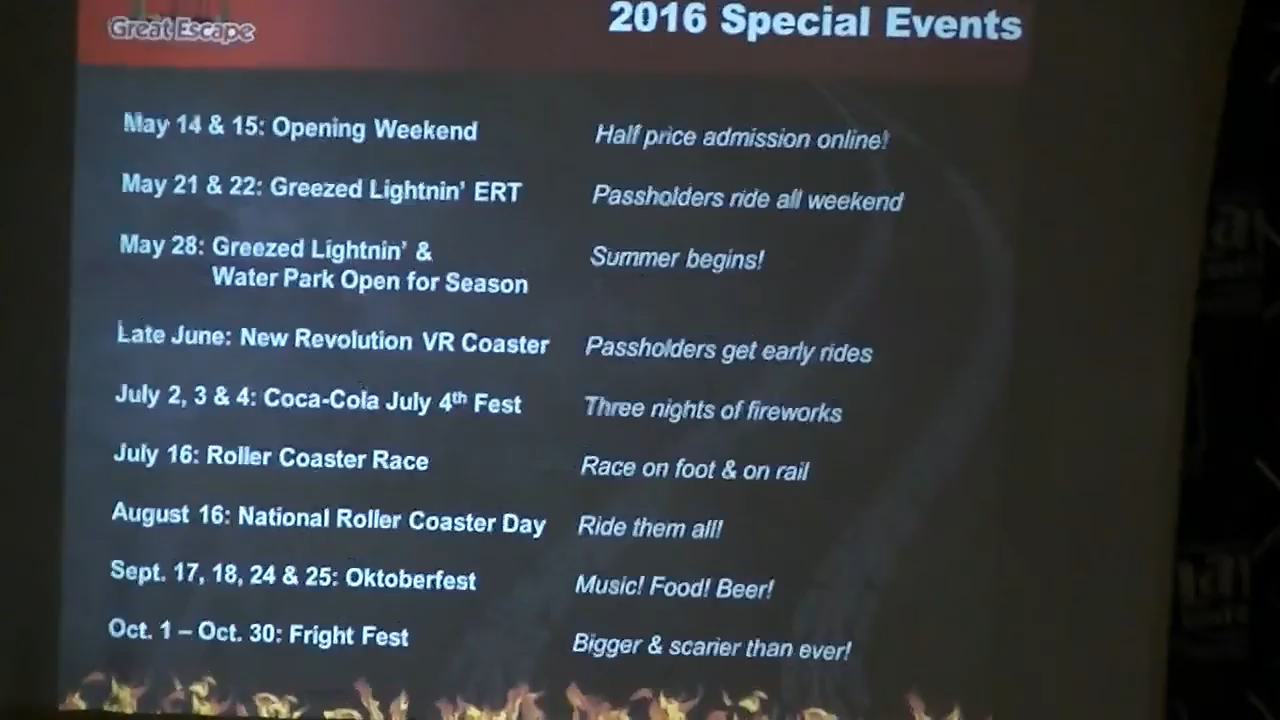 Great Escape
2016 Special Events
May 14 & 15: Opening Weekend Half price admission online!
May 21 & 22: Greezed Lightnin' ERT Passholders ride all weekend
May 28: Greezed Lightnin' & Summer begins!
Water Park Open for Season
Late June: New Revolution VR Coaster Passholders get early rides
July 2, 3 & 4: Coca-Cola July 4th Fest Three nights of fireworks
July 16: Roller Coaster Race Race on foot & on rail
August 16: National Roller Coaster Day Ride them all!
Sept. 17, 18, 24 & 25: Oktoberfest Music! Food! Beer!
Oct. 1 – Oct. 30: Fright Fest Bigger & scarier than ever!